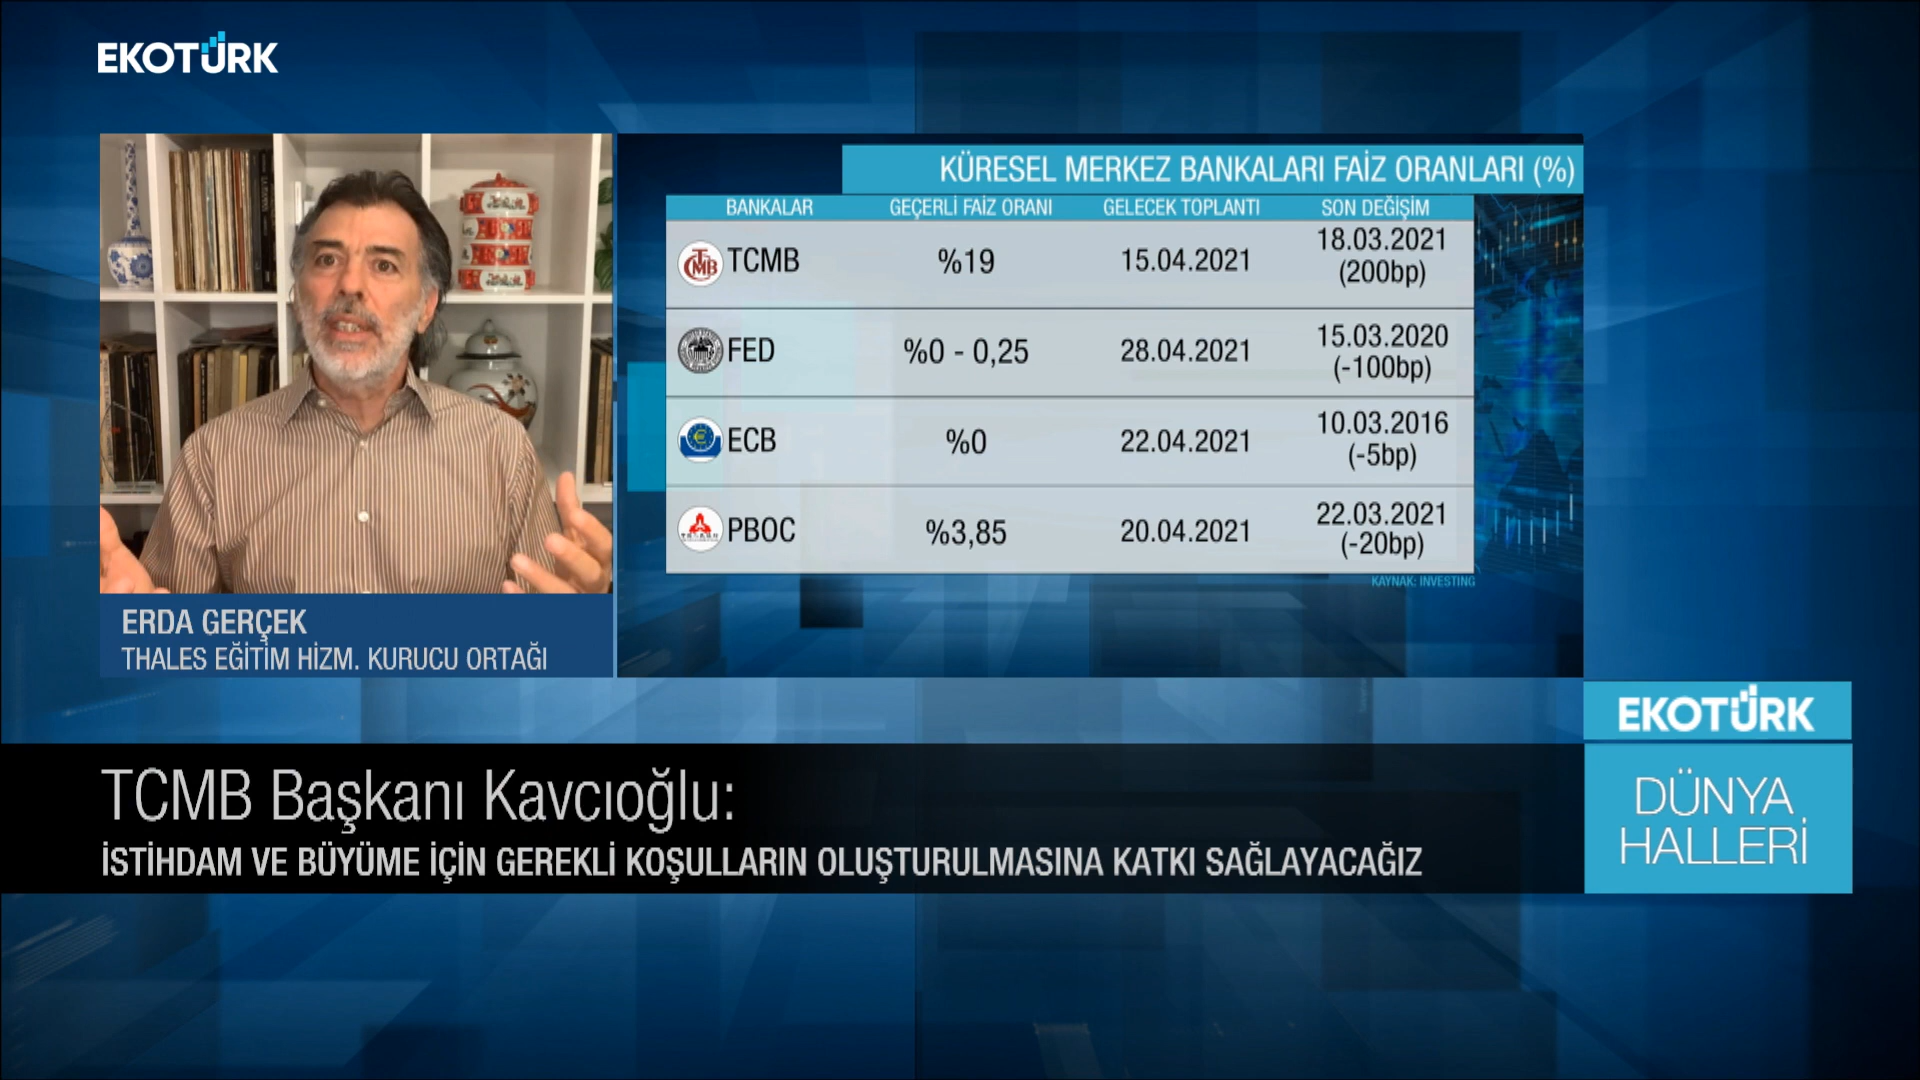 EKOTÜRK
KÜRESEL MERKEZ BANKALARI FAİZ ORANLARI (%)
BANKALAR GEÇERLİ FAİZ ORANI GELECEK TOPLANTI SON DEĞİŞİM
TCMB %19 15.04.2021 18.03.2021
(200bp)
FED %0 - 0,25 28.04.2021 15.03.2020
(-100bp)
ECB %0 22.04.2021 10.03.2016
(-5bp)
PBOC %3,85 20.04.2021 22.03.2021
(-20bp)
KAYNAK: INVESTING
ERDA GERÇEK
THALES EĞİTİM HİZM. KURUCU ORTAĞI
EKOTÜRK
DÜNYA
HALLERİ
TCMB Başkanı Kavcıoğlu:
İSTİHDAM VE BÜYÜME İÇİN GEREKLİ KOŞULLARIN OLUŞTURULMASINA KATKI SAĞLAYACAĞIZ